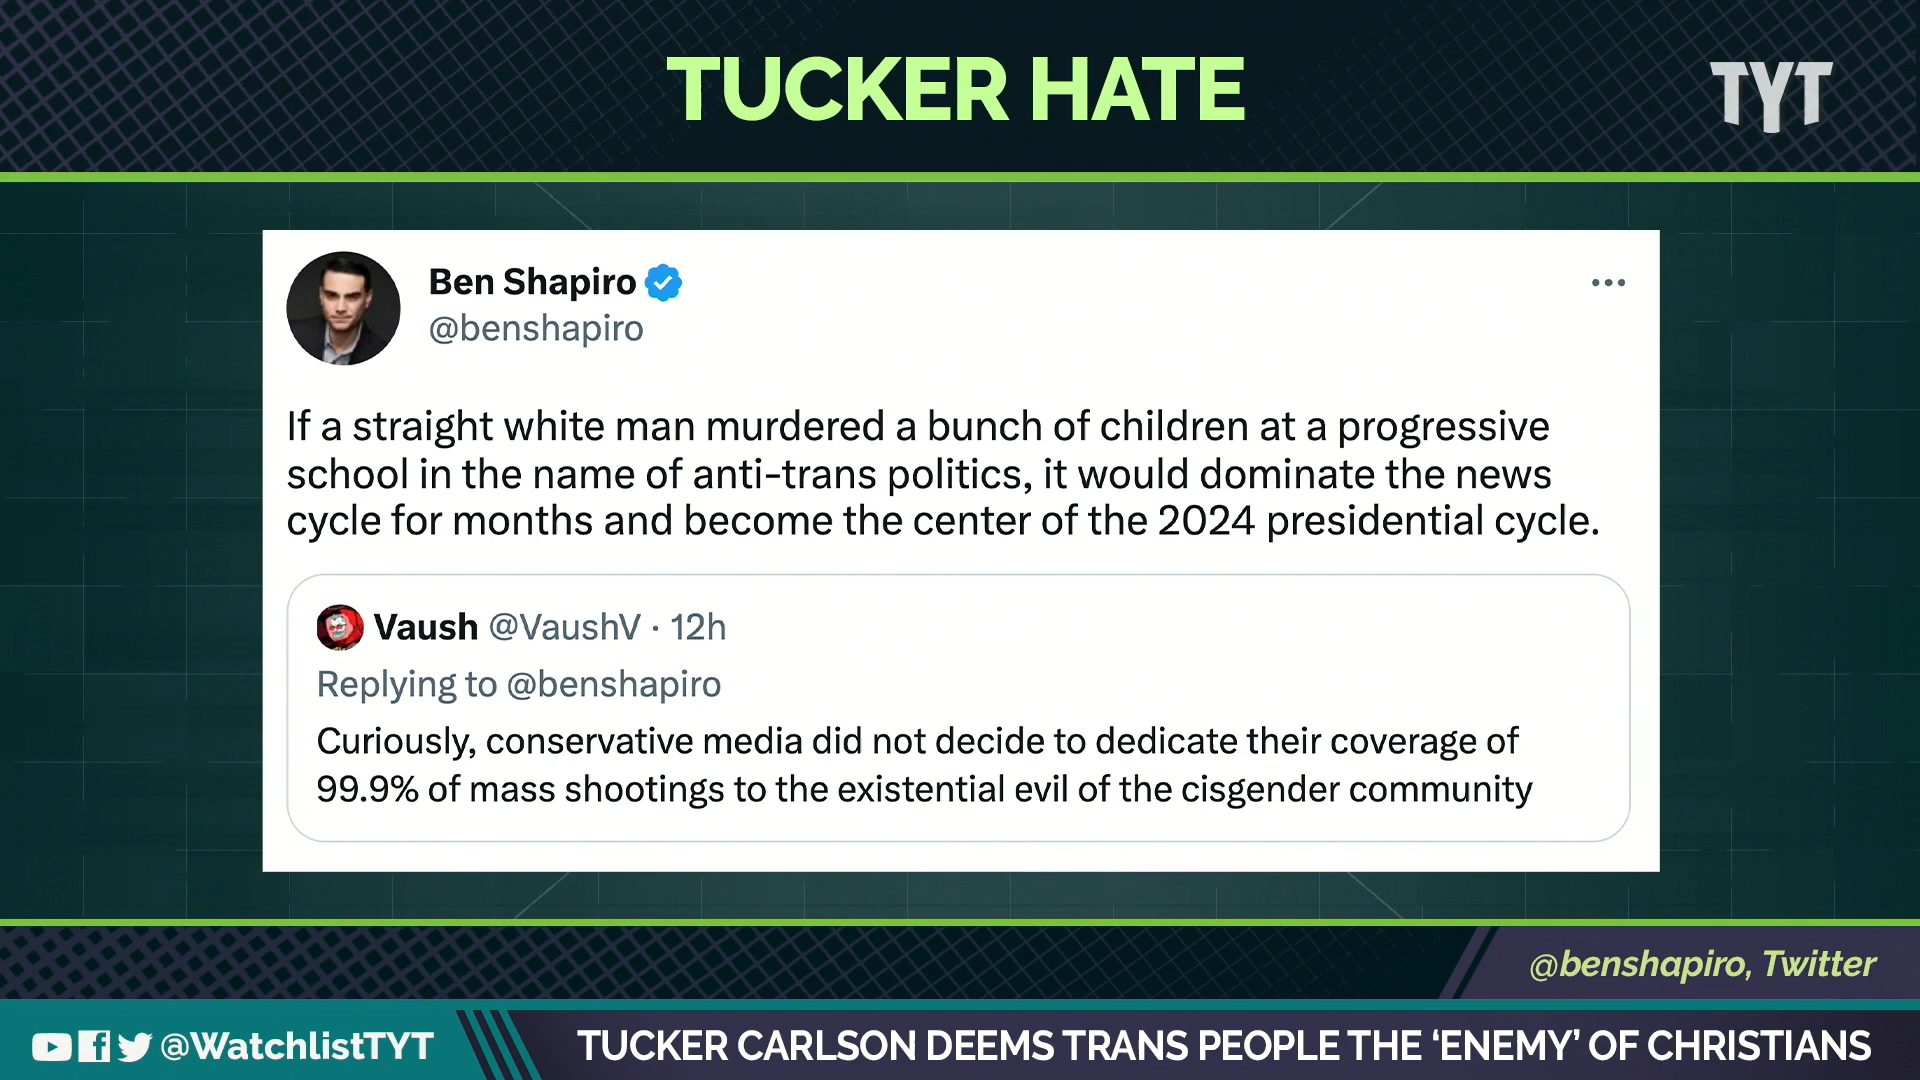 TUCKER HATE
TYT
Ben Shapiro
@benshapiro
If a straight white man murdered a bunch of children at a progressive
school in the name of anti-trans politics, it would dominate the news
cycle for months and become the center of the 2024 presidential cycle.
Vaush @VaushV · 12h
Replying to @benshapiro
Curiously, conservative media did not decide to dedicate their coverage of
99.9% of mass shootings to the existential evil of the cisgender community
@benshapiro, Twitter
@WatchlistTYT
TUCKER CARLSON DEEMS TRANS PEOPLE THE ‘ENEMY’ OF CHRISTIANS